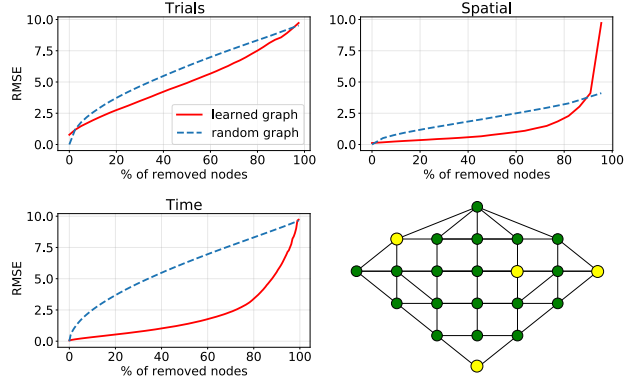 Trials
Spatial
10.0
7.5
5.0
2.5
0.0
RMSE
learned graph
random graph
0 20 40 60 80 100
% of removed nodes
10.0
7.5
5.0
2.5
0.0
RMSE
0 20 40 60 80 100
% of removed nodes
Time
10.0
7.5
5.0
2.5
0.0
RMSE
0 20 40 60 80 100
% of removed nodes